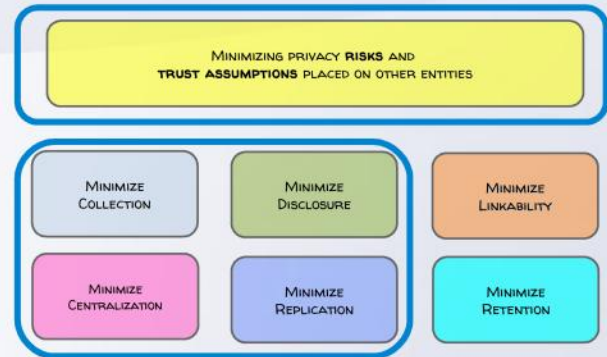 MINIMIZING PRIVACY RISKS AND
TRUST ASSUMPTIONS PLACED ON OTHER ENTITIES
MINIMIZE
COLLECTION
MINIMIZE
DISCLOSURE
MINIMIZE
LINKABILITY
MINIMIZE
CENTRALIZATION
MINIMIZE
REPLICATION
MINIMIZE
RETENTION